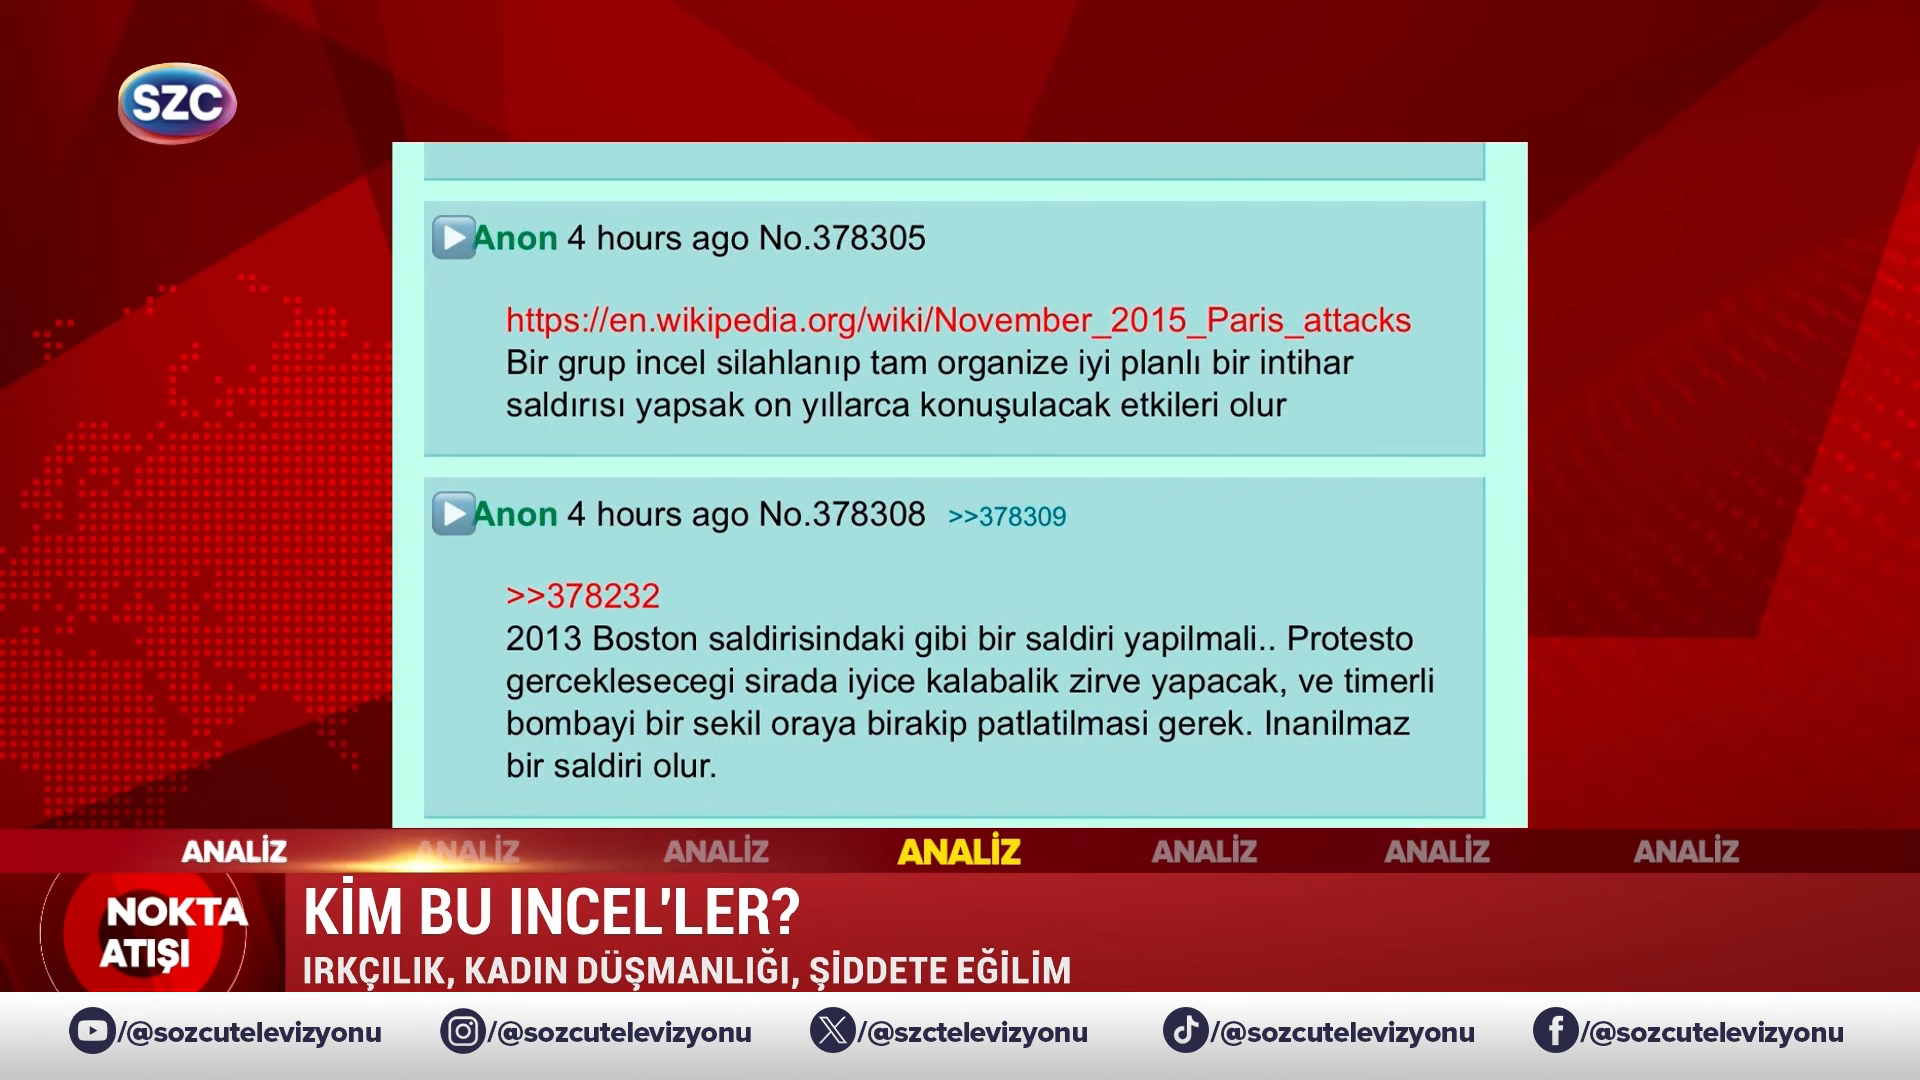 SZC
Anon 4 hours ago No.378305
https://en.wikipedia.org/wiki/November_2015_Paris_attacks
Bir grup incel silahlanıp tam organize iyi planlı bir intihar
saldırısı yapsak on yıllarca konuşulacak etkileri olur
Anon 4 hours ago No.378308 >>378309
>>378232
2013 Boston saldirisindaki gibi bir saldiri yapilmali.. Protesto
gerceklesecegi sirada iyice kalabalik zirve yapacak, ve timerli
bombayi bir sekil oraya birakip patlatilmasi gerek. Inanilmaz
bir saldiri olur.
ANALİZ ANALİZ ANALİZ ANALİZ ANALİZ ANALİZ ANALİZ
NOKTA
ATIŞI
KİM BU INCEL'LER?
IRKÇILIK, KADIN DÜŞMANLIĞI, ŞİDDETE EĞİLİM
/@sozcutelevizyonu /@sozcutelevizyonu /@szctelevizyonu /@sozcutelevizyonu /@sozcutelevizyonu